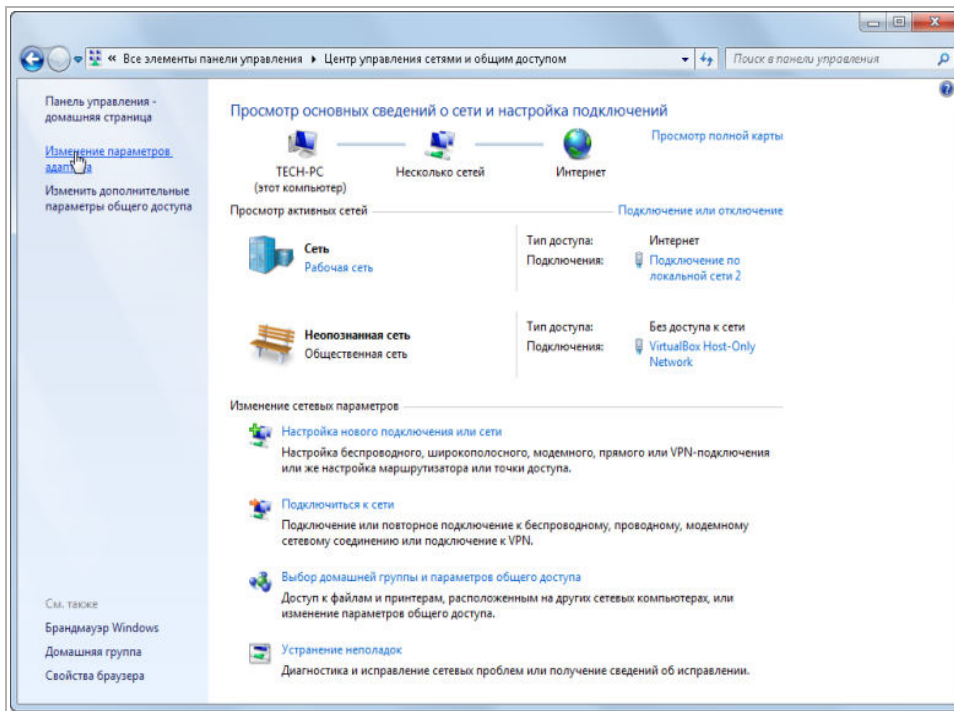 « Все элементы панели управления ▸ Центр управления сетями и общим доступом
Поиск в панели управления
Панель управления -
домашняя страница
Изменение параметров
Изменить дополнительные
параметры общего доступа
См. также
Брандмауэр Windows
Домашняя группа
Свойства браузера
Просмотр основных сведений о сети и настройка подключений
Просмотр полной карты
TECH-PC
(этот компьютер)
Несколько сетей
Интернет
Просмотр активных сетей
Подключение или отключение
Сеть
Рабочая сеть
Тип доступа: Интернет
Подключения: Подключение по
локальной сети 2
Неопознанная сеть
Общественная сеть
Тип доступа: Без доступа к сети
Подключения: VirtualBox Host-Only
Network
Изменение сетевых параметров
Настройка нового подключения или сети
Настройка беспроводного, широкополосного, модемного, прямого или VPN-подключения
или же настройка маршрутизатора или точки доступа.
Подключиться к сети
Подключение или повторное подключение к беспроводному, проводному, модемному
сетевому соединению или подключение к VPN.
Выбор домашней группы и параметров общего доступа
Доступ к файлам и принтерам, расположенным на других сетевых компьютерах, или
изменение параметров общего доступа.
Устранение неполадок
Диагностика и исправление сетевых проблем или получение сведений об исправлении.